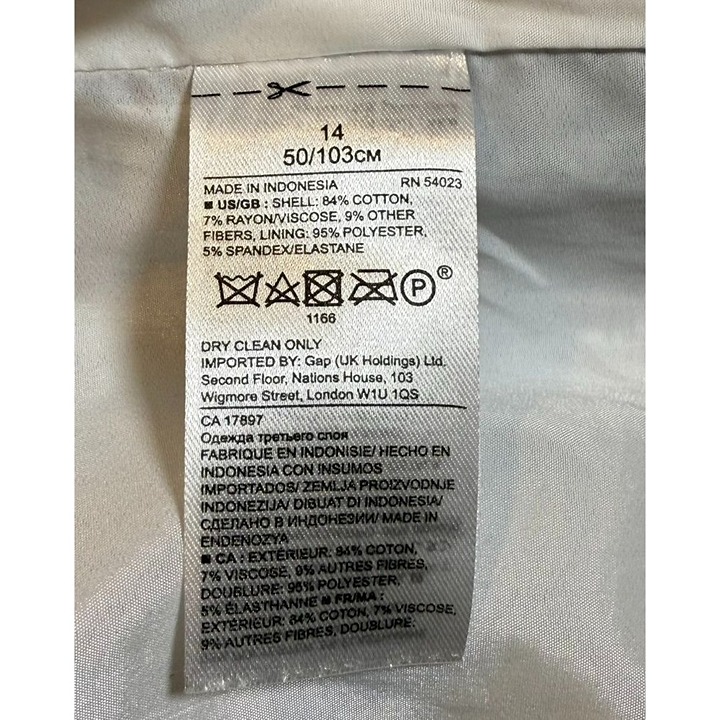 14
50/103CM
MADE IN INDONESIA RN 54023
■ US/GB : SHELL: 84% COTTON,
7% RAYON/VISCOSE, 9% OTHER
FIBERS, LINING: 95% POLYESTER,
5% SPANDEX/ELASTANE
P ®
1166
DRY CLEAN ONLY
IMPORTED BY: Gap (UK Holdings) Ltd.
Second Floor, Nations House, 103
Wigmore Street, London W1U 1QS
CA 17897
Одежда третьего слоя
FABRIQUE EN INDONISIE/ HECHO EN
INDONESIA CON INSUMOS
IMPORTADOS/ ZEMLJA PROIZVODNJE
INDONEZIJA/ DIBUAT DI INDONESIA/
СДЕЛАНО В ИНДОНЕЗИИ/ MADE IN
ENDENOZYA
■ CA : EXTÉRIEUR: 84% COTON,
7% VISCOSE, 9% AUTRES FIBRES,
DOUBLURE: 95% POLYESTER,
5% ÉLASTHANNE ■ FR/MA :
EXTÉRIEUR: 84% COTON, 7% VISCOSE,
9% AUTRES FIBRES, DOUBLURE: